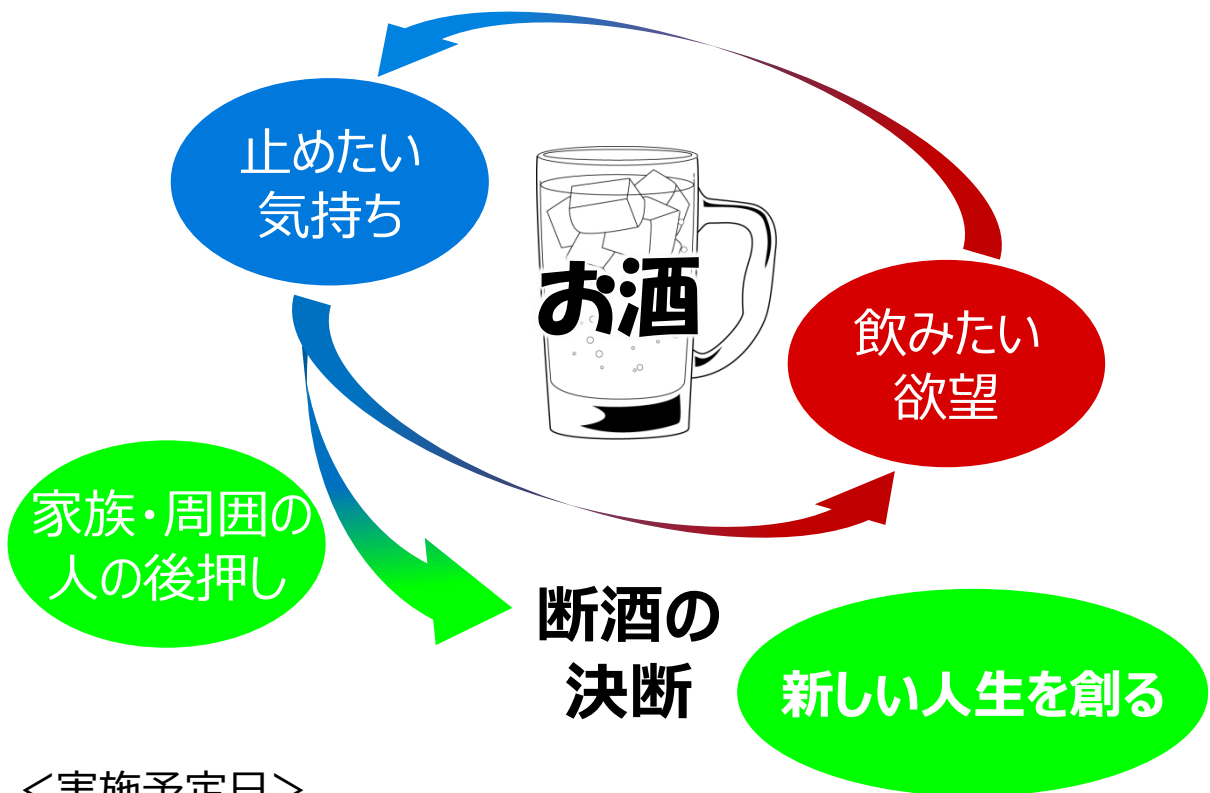 止めたい
気持ち
お酒
飲みたい
欲望
家族・周囲の
人の後押し
断酒の
決断
新しい人生を創る
＜実施予定日＞